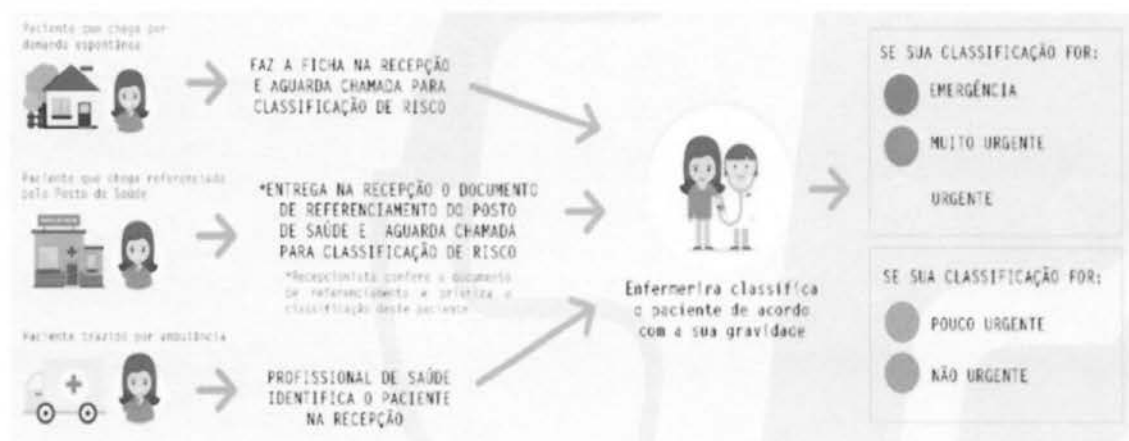 Paciente que chega por
demanda espontânea
FAZ A FICHA NA RECEPÇÃO
E AGUARDA CHAMADA PARA
CLASSIFICAÇÃO DE RISCO
Paciente que chega referenciado
pelo Posto de Saúde
*ENTREGA NA RECEPÇÃO O DOCUMENTO
DE REFERENCIAMENTO DO POSTO
DE SAÚDE E AGUARDA CHAMADA
PARA CLASSIFICAÇÃO DE RISCO
*Recepcionista confere o documento
de referenciamento e prioriza a
classificação deste paciente
Paciente trazido por ambulância
PROFISSIONAL DE SAÚDE
IDENTIFICA O PACIENTE
NA RECEPÇÃO
Enfermeira classifica
o paciente de acordo
com a sua gravidade
SE SUA CLASSIFICAÇÃO FOR:
EMERGÊNCIA
MUITO URGENTE
URGENTE
SE SUA CLASSIFICAÇÃO FOR:
POUCO URGENTE
NÃO URGENTE